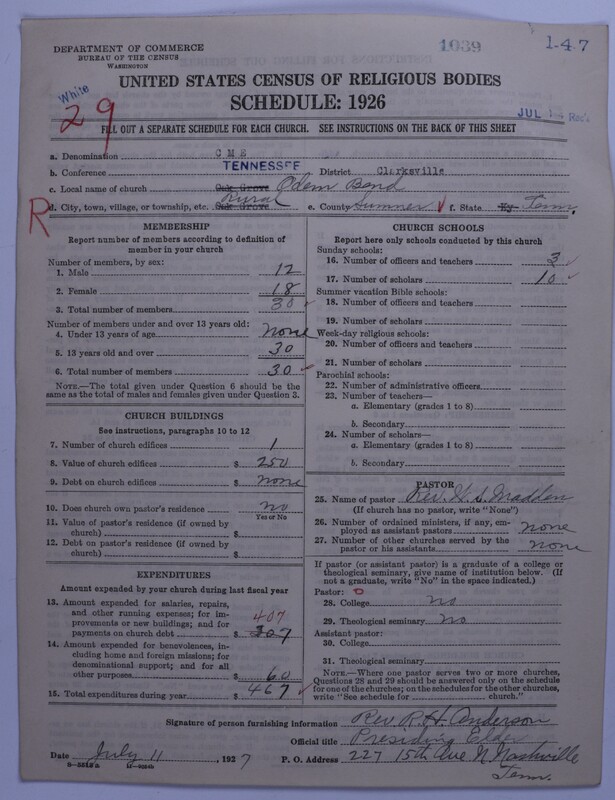 DEPARTMENT OF COMMERCE
BUREAU OF THE CENSUS
WASHINGTON
1039
1-47
UNITED STATES CENSUS OF RELIGIOUS BODIES
SCHEDULE: 1926
White
29
JUL
Rec'd
FILL OUT A SEPARATE SCHEDULE FOR EACH CHURCH. SEE INSTRUCTIONS ON THE BACK OF THIS SHEET
a. Denomination C M E
b. Conference TENNESSEE District Clarksville
c. Local name of church Oak Grove Odem Bend
R
d. City, town, village, or township, etc. Oak Grove Rural e. County Sumner f. State Ky Tenn.
MEMBERSHIP
Report number of members according to definition of member in your church
Number of members, by sex:
1. Male 12
2. Female 18
3. Total number of members 30
Number of members under and over 13 years old:
4. Under 13 years of age none
5. 13 years old and over 30
6. Total number of members 30
NOTE.—The total given under Question 6 should be the same as the total of males and females given under Question 3.
CHURCH BUILDINGS
See instructions, paragraphs 10 to 12
7. Number of church edifices 1
8. Value of church edifices $ 250
9. Debt on church edifices $ none
10. Does church own pastor's residence no
Yes or No
11. Value of pastor's residence (if owned by church) $
12. Debt on pastor's residence (if owned by church) $
EXPENDITURES
Amount expended by your church during last fiscal year
13. Amount expended for salaries, repairs, and other running expenses; for improvements or new buildings; and for payments on church debt $ 407
14. Amount expended for benevolences, including home and foreign missions; for denominational support; and for all other purposes $ 60
15. Total expenditures during year $ 467
CHURCH SCHOOLS
Report here only schools conducted by this church
Sunday schools:
16. Number of officers and teachers 3
17. Number of scholars 10
Summer vacation Bible schools:
18. Number of officers and teachers
19. Number of scholars
Week-day religious schools:
20. Number of officers and teachers
21. Number of scholars
Parochial schools:
22. Number of administrative officers
23. Number of teachers—
a. Elementary (grades 1 to 8)
b. Secondary
24. Number of scholars—
a. Elementary (grades 1 to 8)
b. Secondary
PASTOR
25. Name of pastor Rev. H. S. Madden
(If church has no pastor, write "None")
26. Number of ordained ministers, if any, employed as assistant pastors none
27. Number of other churches served by the pastor or his assistants none
If pastor (or assistant pastor) is a graduate of a college or theological seminary, give name of institution below. (If not a graduate, write "No" in the space indicated.)
Pastor: 0
28. College no
29. Theological seminary no
Assistant pastor:
30. College
31. Theological seminary
NOTE.—Where one pastor serves two or more churches, Questions 28 and 29 should be answered only on the schedule for one of the churches; on the schedules for the other churches, write "See schedule for church."
Signature of person furnishing information Rev. R. H. Anderson
Official title Presiding Elder
Date July 11, 1927 P. O. Address 227 15th Ave N. Nashville
Tenn.